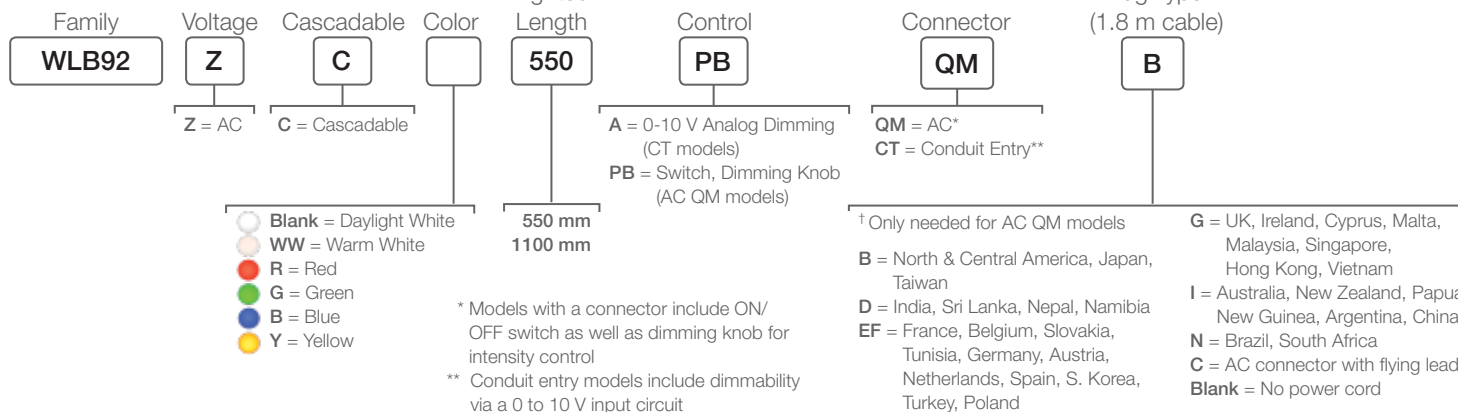 Family Voltage Cascadable Color Length Control Connector (1.8 m cable)
WLB92 Z C 550 PB QM B
Z = AC
C = Cascadable
Blank = Daylight White
WW = Warm White
R = Red
G = Green
B = Blue
Y = Yellow
550 mm
1100 mm
A = 0-10 V Analog Dimming
(CT models)
PB = Switch, Dimming Knob
(AC QM models)
QM = AC*
CT = Conduit Entry**
* Models with a connector include ON/
OFF switch as well as dimming knob for
intensity control
** Conduit entry models include dimmability
via a 0 to 10 V input circuit
† Only needed for AC QM models
B = North & Central America, Japan,
Taiwan
D = India, Sri Lanka, Nepal, Namibia
EF = France, Belgium, Slovakia,
Tunisia, Germany, Austria,
Netherlands, Spain, S. Korea,
Turkey, Poland
G = UK, Ireland, Cyprus, Malta,
Malaysia, Singapore,
Hong Kong, Vietnam
I = Australia, New Zealand, Papua
New Guinea, Argentina, China
N = Brazil, South Africa
C = AC connector with flying lead
Blank = No power cord